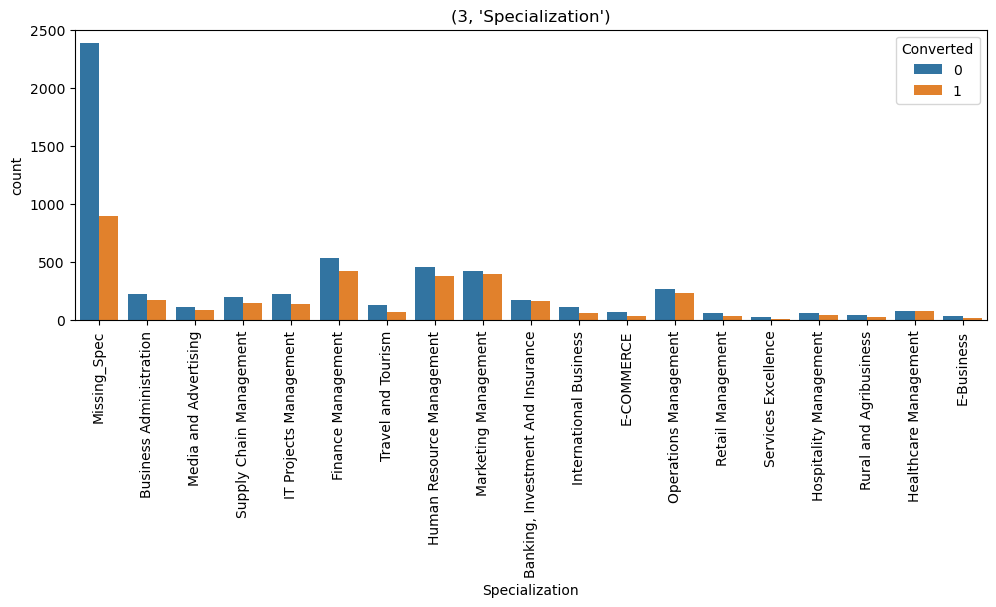 (3, 'Specialization')
2500
2000
1500
1000
500
0
count
Converted
0
1
Missing_Spec
Business Administration
Media and Advertising
Supply Chain Management
IT Projects Management
Finance Management
Travel and Tourism
Human Resource Management
Marketing Management
Banking, Investment And Insurance
International Business
E-COMMERCE
Operations Management
Retail Management
Services Excellence
Hospitality Management
Rural and Agribusiness
Healthcare Management
E-Business
Specialization